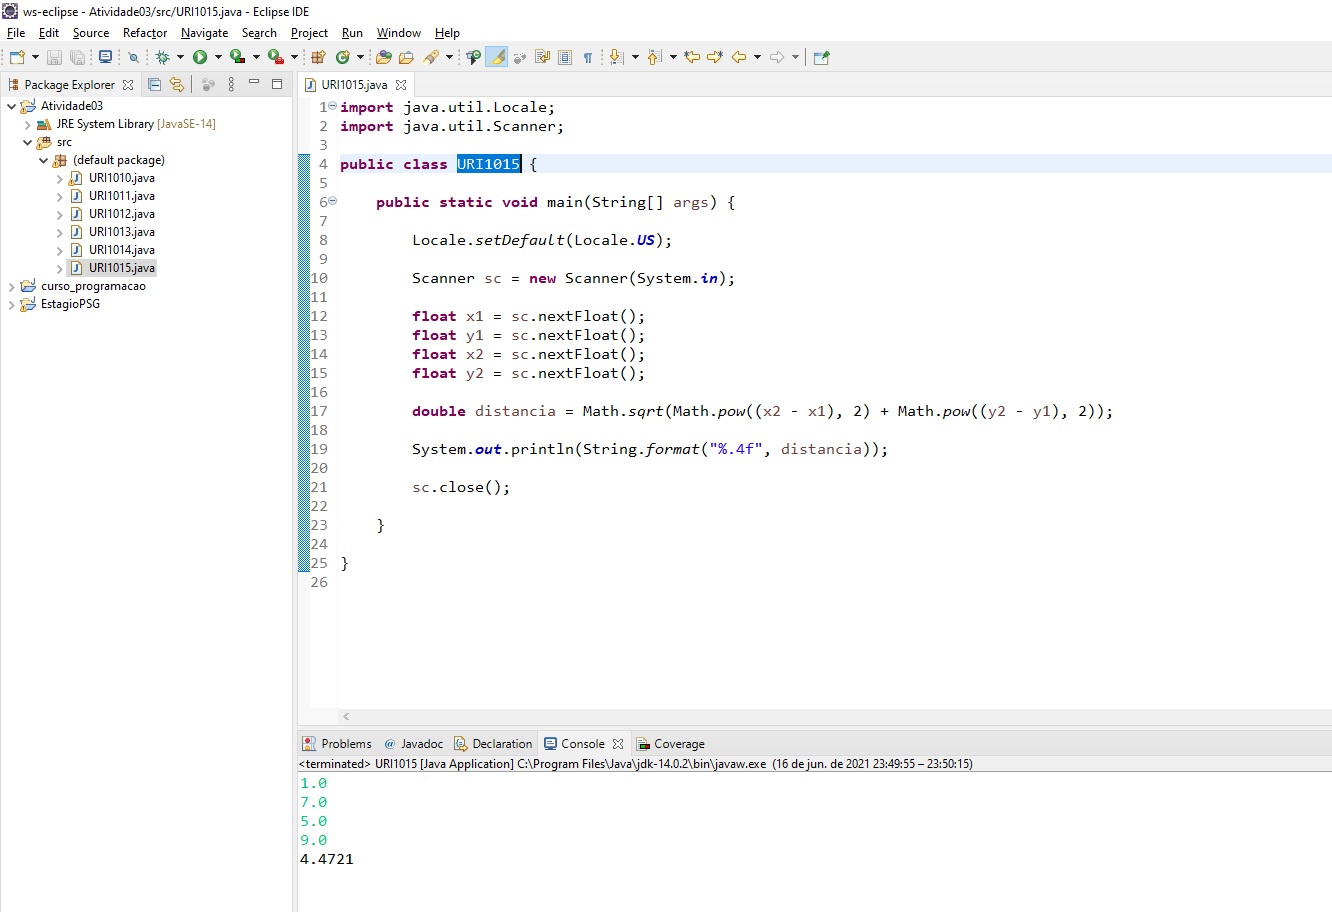 ws-eclipse - Atividade03/src/URI1015.java - Eclipse IDE
File Edit Source Refactor Navigate Search Project Run Window Help
Package Explorer
Atividade03
JRE System Library [JavaSE-14]
src
(default package)
URI1010.java
URI1011.java
URI1012.java
URI1013.java
URI1014.java
URI1015.java
curso_programacao
EstagioPSG
URI1015.java
1 import java.util.Locale;
2 import java.util.Scanner;
3
4 public class URI1015 {
5
6     public static void main(String[] args) {
7
8         Locale.setDefault(Locale.US);
9
10         Scanner sc = new Scanner(System.in);
11
12         float x1 = sc.nextFloat();
13         float y1 = sc.nextFloat();
14         float x2 = sc.nextFloat();
15         float y2 = sc.nextFloat();
16
17         double distancia = Math.sqrt(Math.pow((x2 - x1), 2) + Math.pow((y2 - y1), 2));
18
19         System.out.println(String.format("%.4f", distancia));
20
21         sc.close();
22
23     }
24
25 }
26
Problems @ Javadoc Declaration Console Coverage
<terminated> URI1015 [Java Application] C:\Program Files\Java\jdk-14.0.2\bin\javaw.exe (16 de jun. de 2021 23:49:55 – 23:50:15)
1.0
7.0
5.0
9.0
4.4721